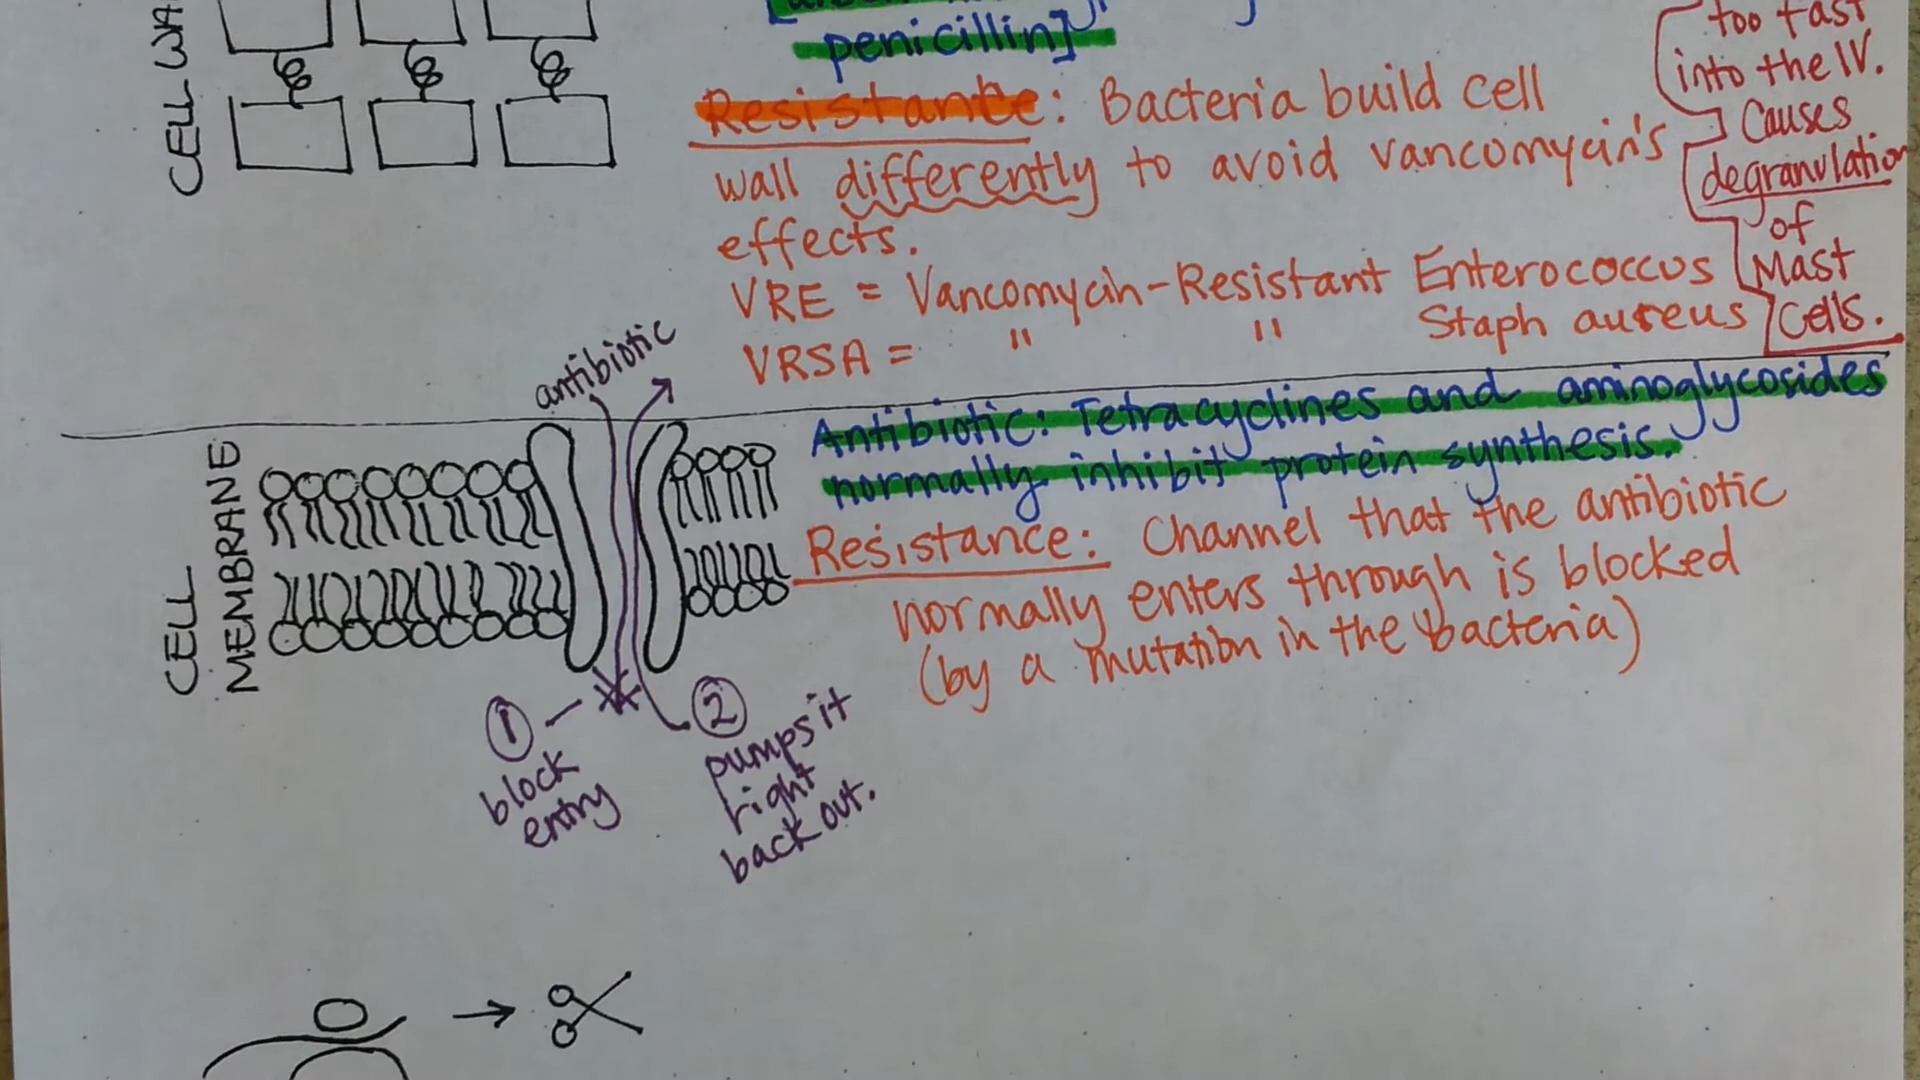 CELL WA
penicillin]
Resistance: Bacteria build cell
wall differently to avoid vancomycin's
effects.
VRE = Vancomycin-Resistant Enterococcus
VRSA = " " Staph aureus
too fast
into the IV.
Causes
degranulation
of
Mast
cells.
CELL
MEMBRANE
antibiotic
① block
entry
② pumps it
right
back out.
Antibiotic: Tetracyclines and aminoglycosides
normally inhibit protein synthesis.
Resistance: Channel that the antibiotic
normally enters through is blocked
(by a mutation in the bacteria)